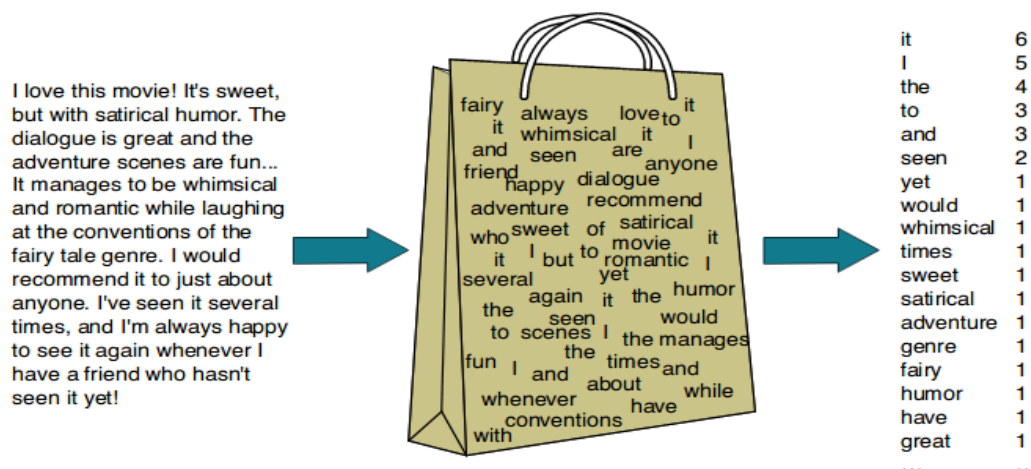 I love this movie! It's sweet,
but with satirical humor. The
dialogue is great and the
adventure scenes are fun...
It manages to be whimsical
and romantic while laughing
at the conventions of the
fairy tale genre. I would
recommend it to just about
anyone. I've seen it several
times, and I'm always happy
to see it again whenever I
have a friend who hasn't
seen it yet!
fairy always love to it
it whimsical it I
and seen are anyone
friend happy dialogue
adventure recommend
who sweet of satirical
it I but to movie it
romantic I
several yet
again it the humor
the seen would
to scenes I the manages
fun I the times and
and about
whenever have while
conventions
with
it 6
I 5
the 4
to 3
and 3
seen 2
yet 1
would 1
whimsical 1
times 1
sweet 1
satirical 1
adventure 1
genre 1
fairy 1
humor 1
have 1
great 1